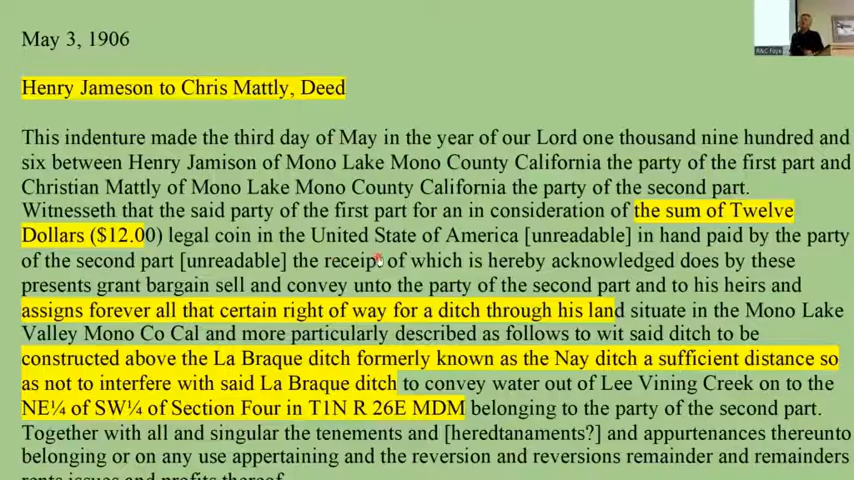 May 3, 1906
Henry Jameson to Chris Mattly, Deed
This indenture made the third day of May in the year of our Lord one thousand nine hundred and
six between Henry Jamison of Mono Lake Mono County California the party of the first part and
Christian Mattly of Mono Lake Mono County California the party of the second part.
Witnesseth that the said party of the first part for an in consideration of the sum of Twelve
Dollars ($12.00) legal coin in the United State of America [unreadable] in hand paid by the party
of the second part [unreadable] the receipt of which is hereby acknowledged does by these
presents grant bargain sell and convey unto the party of the second part and to his heirs and
assigns forever all that certain right of way for a ditch through his land situate in the Mono Lake
Valley Mono Co Cal and more particularly described as follows to wit said ditch to be
constructed above the La Braque ditch formerly known as the Nay ditch a sufficient distance so
as not to interfere with said La Braque ditch to convey water out of Lee Vining Creek on to the
NE¼ of SW¼ of Section Four in T1N R 26E MDM belonging to the party of the second part.
Together with all and singular the tenements and [heredtanaments?] and appurtenances thereunto
belonging or on any use appertaining and the reversion and reversions remainder and remainders
rents issues and profits thereof